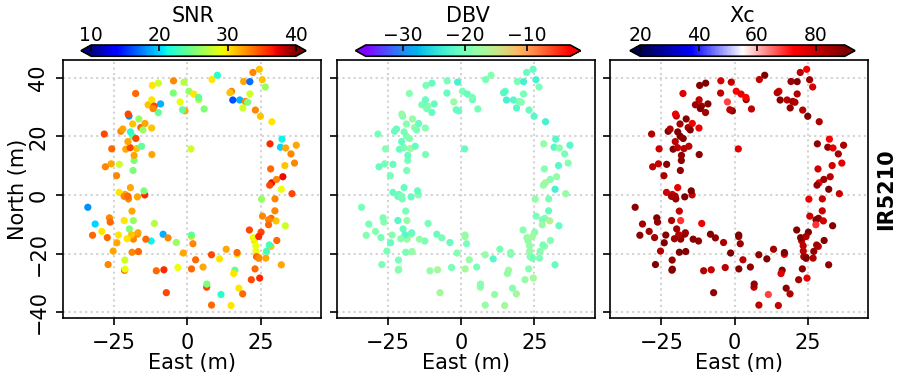 SNR DBV Xc
10 20 30 40 −30 −20 −10 20 40 60 80
40
20
0
−20
−40
North (m)
−25 0 25 −25 0 25 −25 0 25
East (m) East (m) East (m)
IR5210